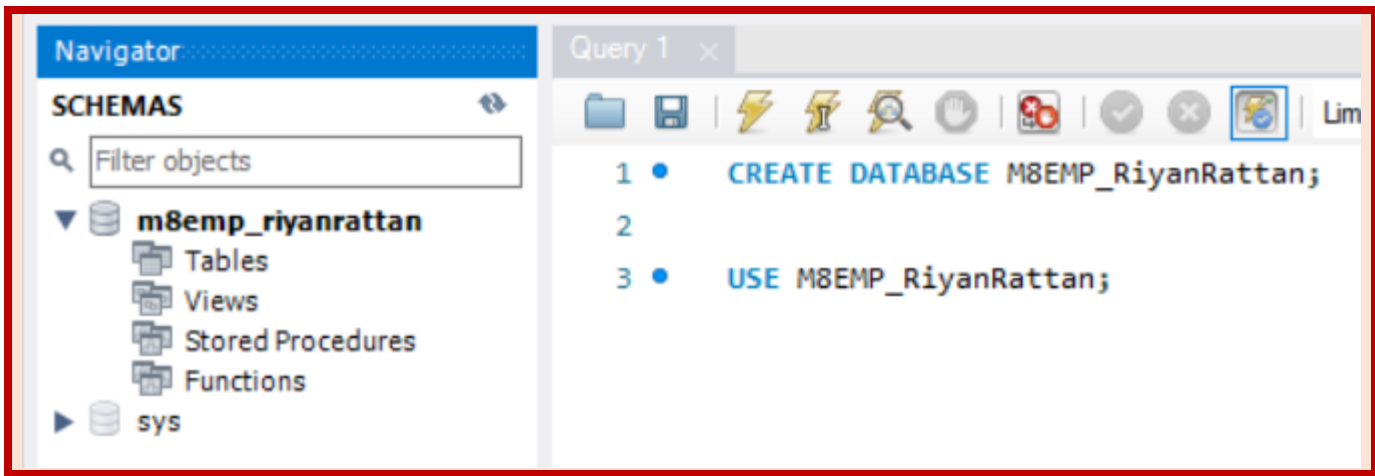 Navigator
SCHEMAS
Filter objects
m8emp_riyanrattan
Tables
Views
Stored Procedures
Functions
sys
Query 1
Lim
1 CREATE DATABASE M8EMP_RiyanRattan;
2
3 USE M8EMP_RiyanRattan;